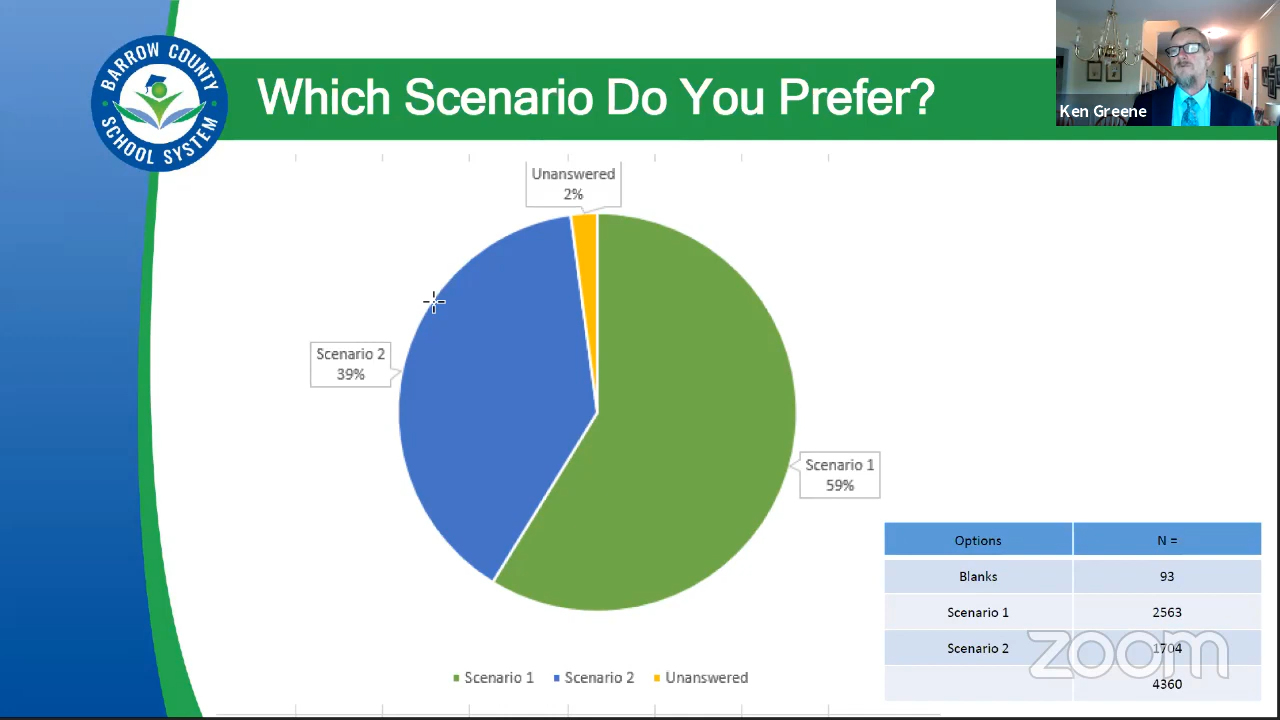 BARROW COUNTY
SCHOOL SYSTEM
Which Scenario Do You Prefer?
Ken Greene
Unanswered
2%
Scenario 2
39%
Scenario 1
59%
Scenario 1 Scenario 2 Unanswered
Options N =
Blanks 93
Scenario 1 2563
Scenario 2 1704
4360
zoom